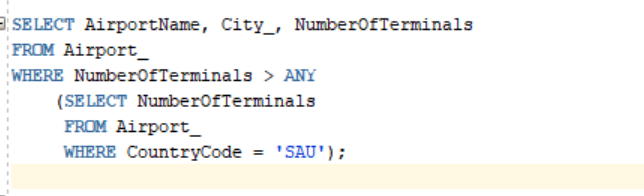 SELECT AirportName, City_, NumberOfTerminals
FROM Airport_
WHERE NumberOfTerminals > ANY
(SELECT NumberOfTerminals
FROM Airport_
WHERE CountryCode = 'SAU');